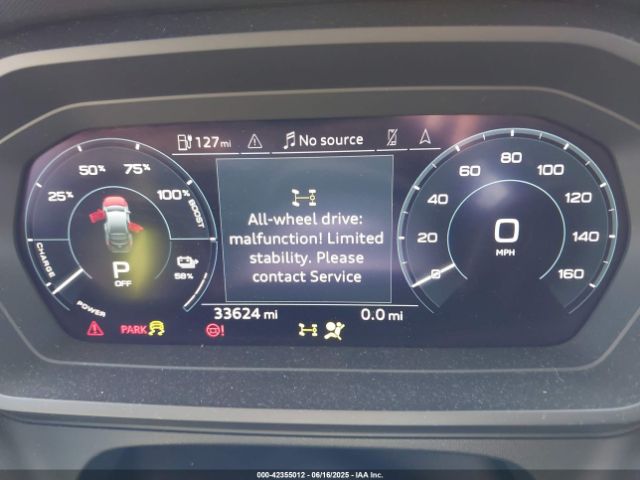 127mi
No source
50% 75%
25% 100%
CHARGE
BOOST
P
OFF
58%
POWER
All-wheel drive:
malfunction! Limited
stability. Please
contact Service
33624 mi 0.0 mi
0 20 40 60 80 100 120 140 160
0
MPH
PARK
000-42355012 - 06/16/2025 - IAA Inc.